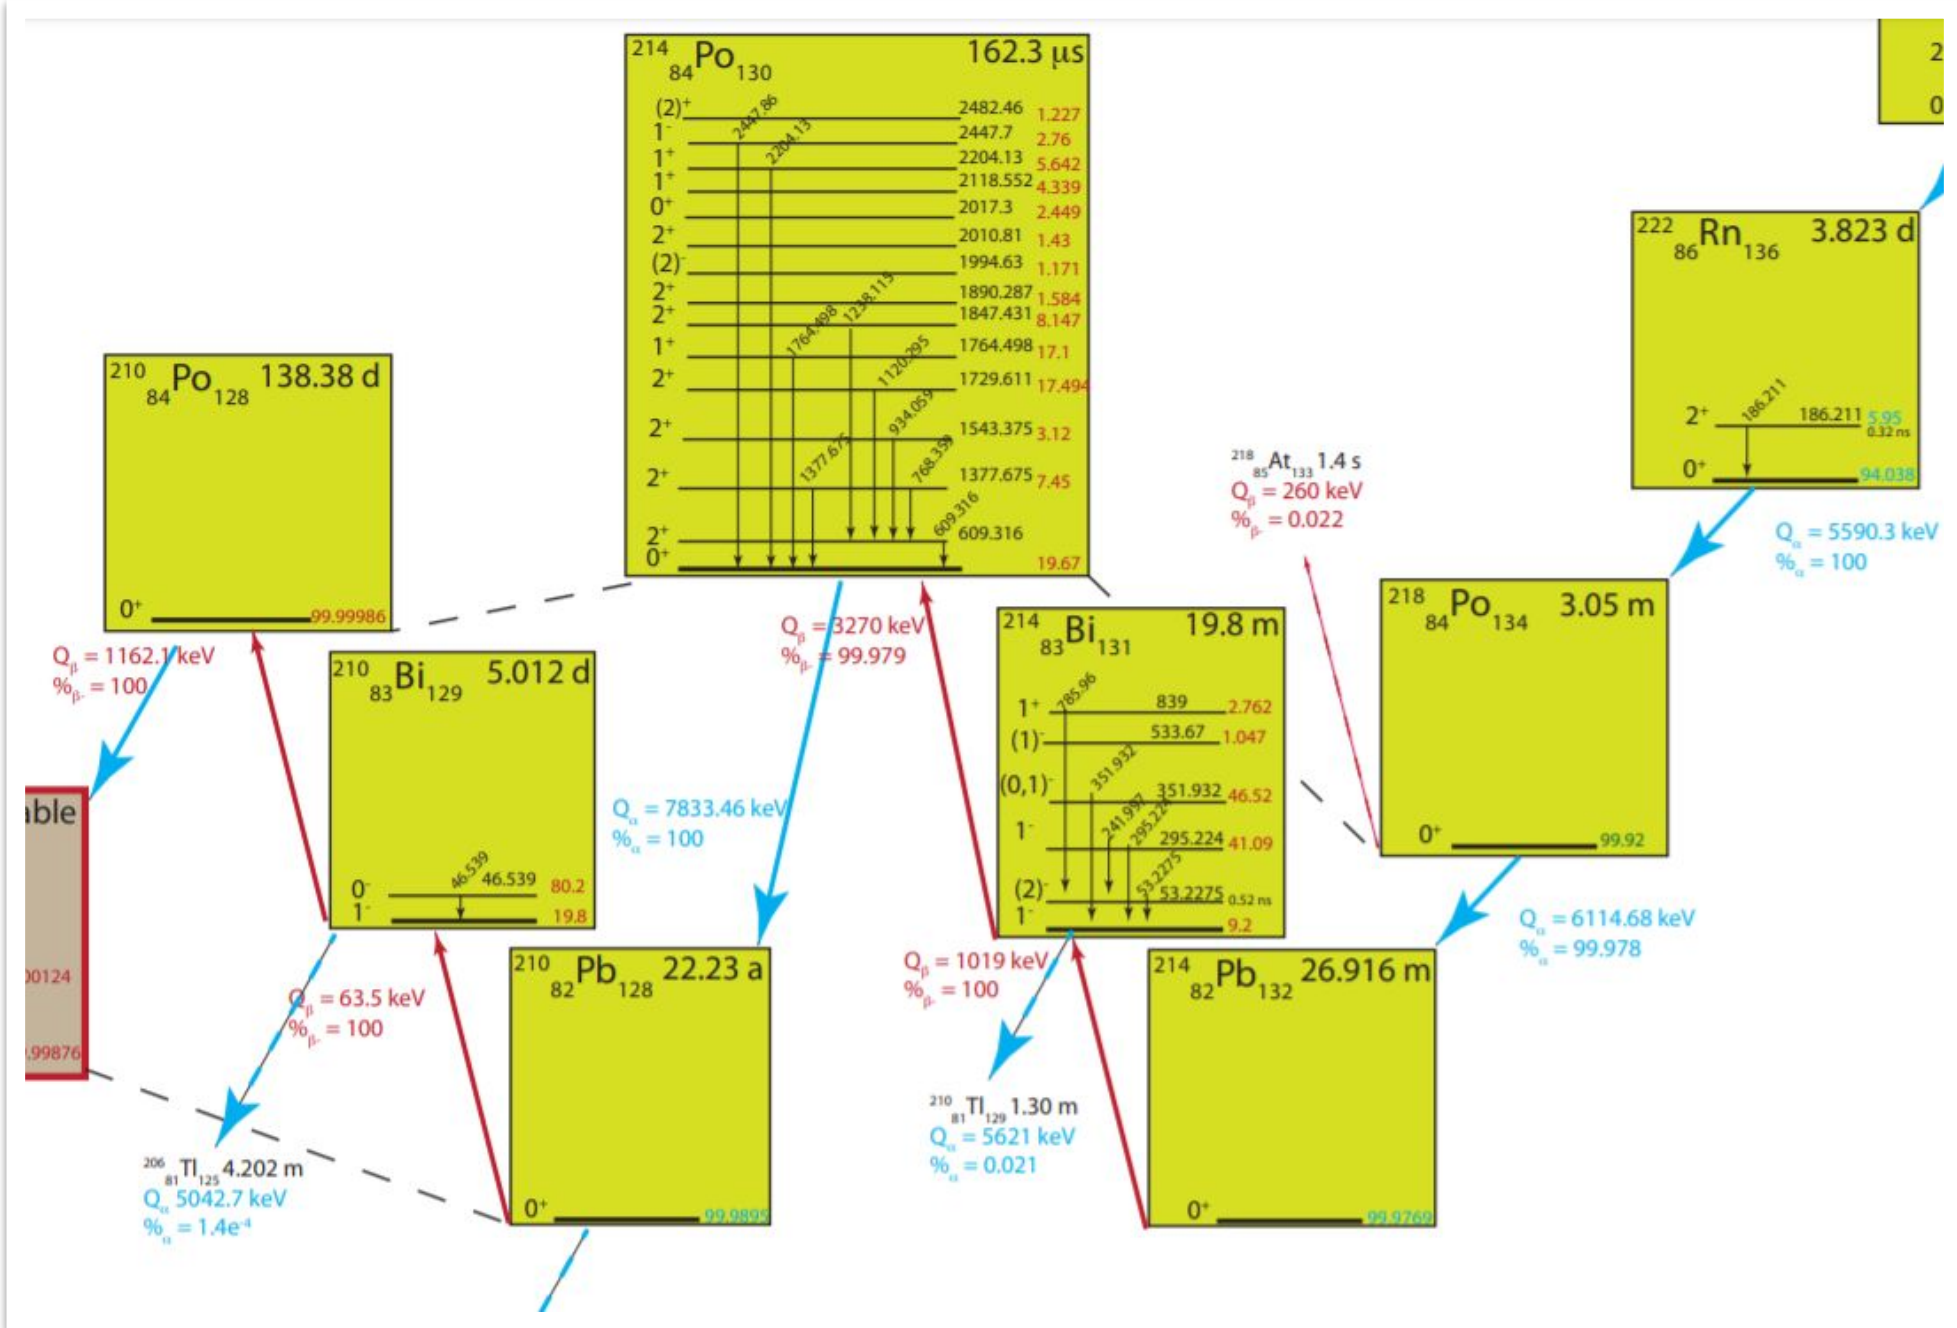 214 84 Po 130 162.3 μs
(2)+ 2447.86 2482.46 1.227
1- 2204.13 2447.7 2.76
1+ 2204.13 5.642
1+ 2118.552 4.339
0+ 2017.3 2.449
2+ 2010.81 1.43
(2)- 1994.63 1.171
2+ 1238.115 1890.287 1.584
2+ 1764.498 1847.431 8.147
1+ 1120.295 1764.498 17.1
2+ 934.059 1729.611 17.494
2+ 1377.675 768.359 1543.375 3.12
2+ 1377.675 7.45
2+ 609.316 609.316
0+ 19.67
2
0
222 86 Rn 136 3.823 d
2+ 186.211 186.211 5.95
0.32 ns
0+ 94.038
Qα = 5590.3 keV
%α = 100
210 84 Po 128 138.38 d
0+ 99.99986
Qβ = 1162.1 keV
%β- = 100
218 85 At 133 1.4 s
Qβ = 260 keV
%β- = 0.022
218 84 Po 134 3.05 m
0+ 99.92
Qα = 6114.68 keV
%α = 99.978
Qβ = 3270 keV
%β- = 99.979
214 83 Bi 131 19.8 m
785.96
1+ 839 2.762
(1)- 533.67 1.047
351.932
(0,1)- 351.932 46.52
241.997 295.224
1- 295.224 41.09
53.2275
(2)- 53.2275 0.52 ns
1- 9.2
210 83 Bi 129 5.012 d
46.539
0- 46.539 80.2
1- 19.8
Qα = 7833.46 keV
%α = 100
able
00124
.99876
210 82 Pb 128 22.23 a
0+ 99.9895
Qβ = 63.5 keV
%β- = 100
Qβ = 1019 keV
%β- = 100
214 82 Pb 132 26.916 m
0+ 99.9769
210 81 Tl 129 1.30 m
Qα = 5621 keV
%α = 0.021
206 81 Tl 125 4.202 m
Qα 5042.7 keV
%α = 1.4e-4